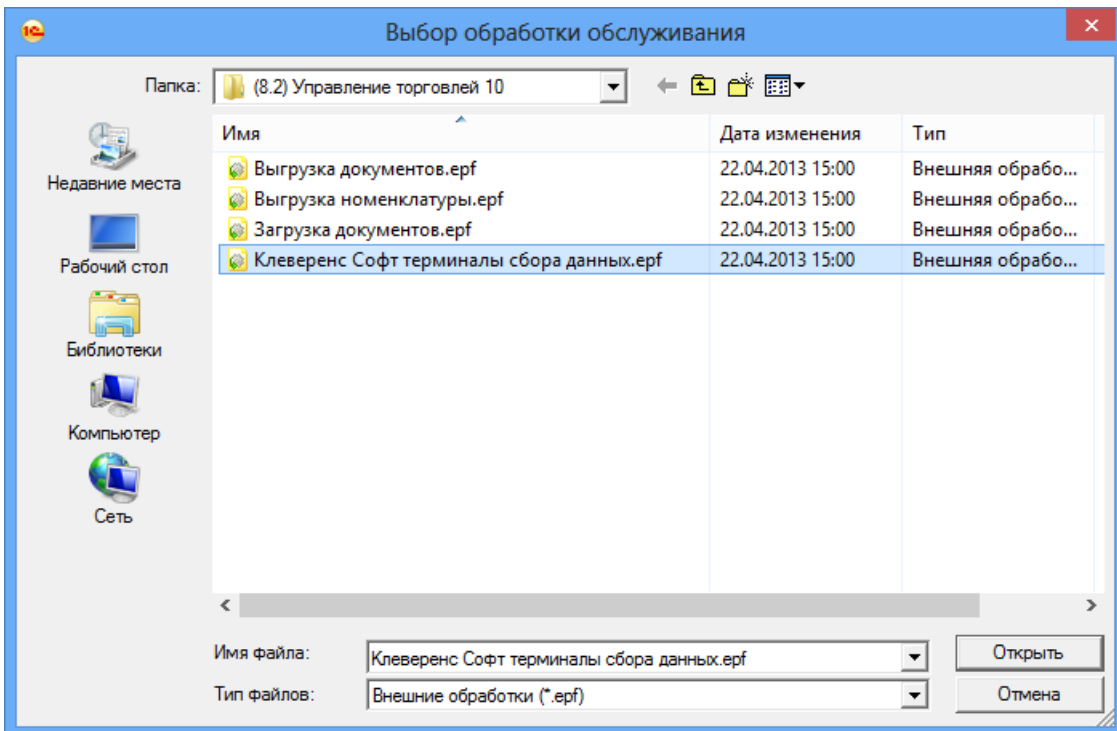 1С
Выбор обработки обслуживания
Папка: (8.2) Управление торговлей 10
Имя Дата изменения Тип
Выгрузка документов.epf 22.04.2013 15:00 Внешняя обрабо...
Выгрузка номенклатуры.epf 22.04.2013 15:00 Внешняя обрабо...
Загрузка документов.epf 22.04.2013 15:00 Внешняя обрабо...
Клеверенс Софт терминалы сбора данных.epf 22.04.2013 15:00 Внешняя обрабо...
Недавние места
Рабочий стол
Библиотеки
Компьютер
Сеть
Имя файла: Клеверенс Софт терминалы сбора данных.epf Открыть
Тип файлов: Внешние обработки (*.epf) Отмена